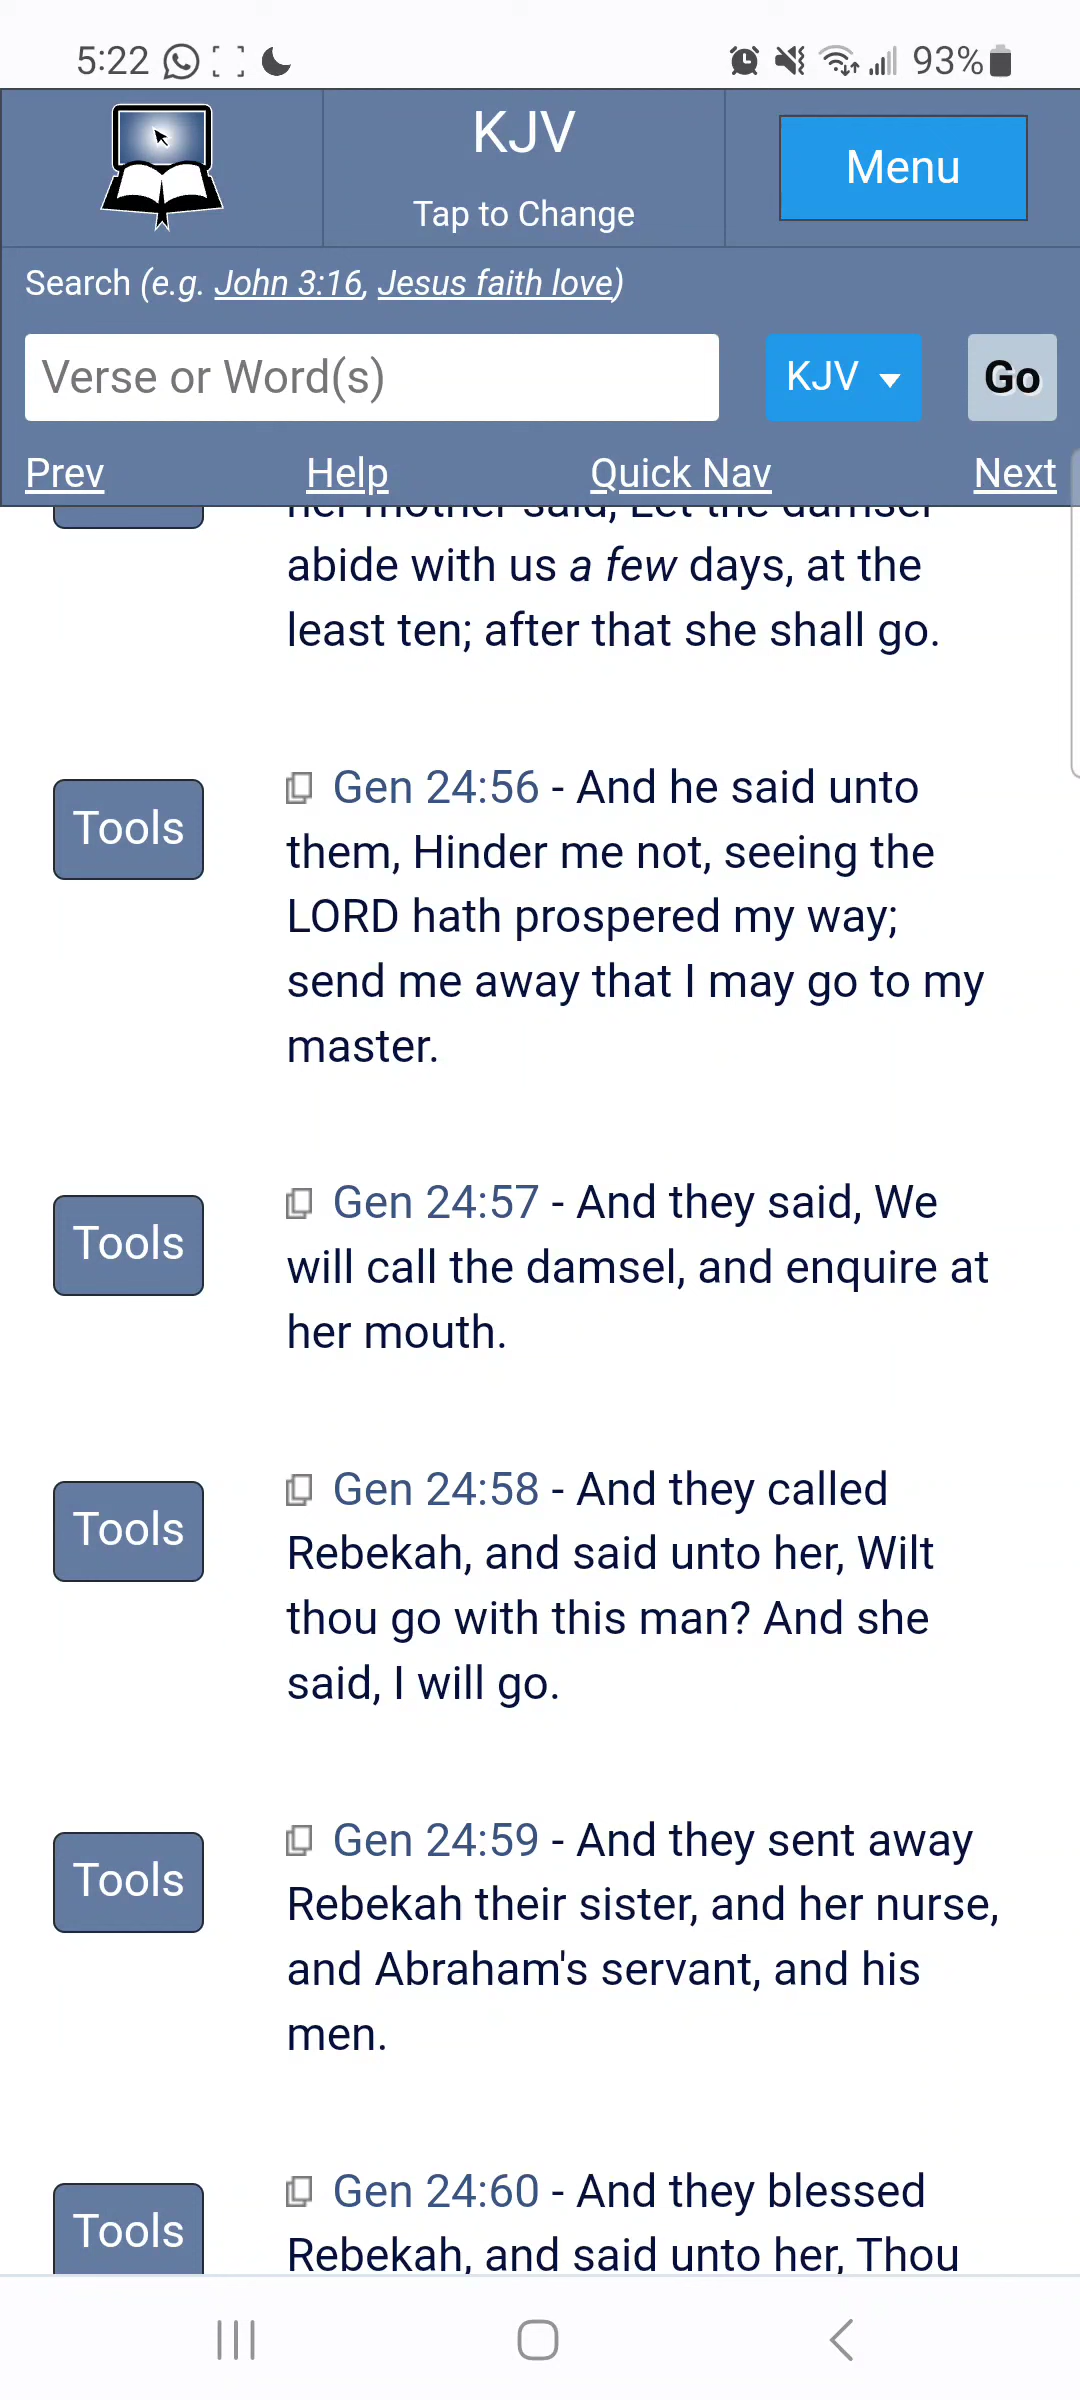 5:22 93%
KJV
Tap to Change
Menu
Search (e.g. John 3:16, Jesus faith love)
Verse or Word(s) KJV Go
Prev Help Quick Nav Next
her mother said, Let the damsel
abide with us a few days, at the
least ten; after that she shall go.
Tools
Gen 24:56 - And he said unto
them, Hinder me not, seeing the
LORD hath prospered my way;
send me away that I may go to my
master.
Tools
Gen 24:57 - And they said, We
will call the damsel, and enquire at
her mouth.
Tools
Gen 24:58 - And they called
Rebekah, and said unto her, Wilt
thou go with this man? And she
said, I will go.
Tools
Gen 24:59 - And they sent away
Rebekah their sister, and her nurse,
and Abraham's servant, and his
men.
Tools
Gen 24:60 - And they blessed
Rebekah, and said unto her, Thou